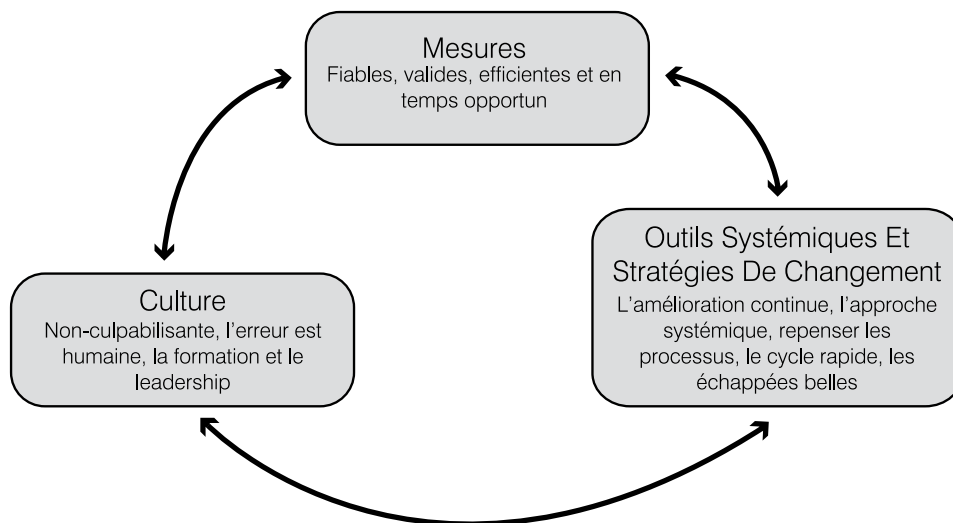 Mesures
Fiables, valides, efficientes et en
temps opportun
Outils Systémiques Et
Stratégies De Changement
L'amélioration continue, l'approche
systémique, repenser les
processus, le cycle rapide, les
échappées belles
Culture
Non-culpabilisante, l'erreur est
humaine, la formation et le
leadership